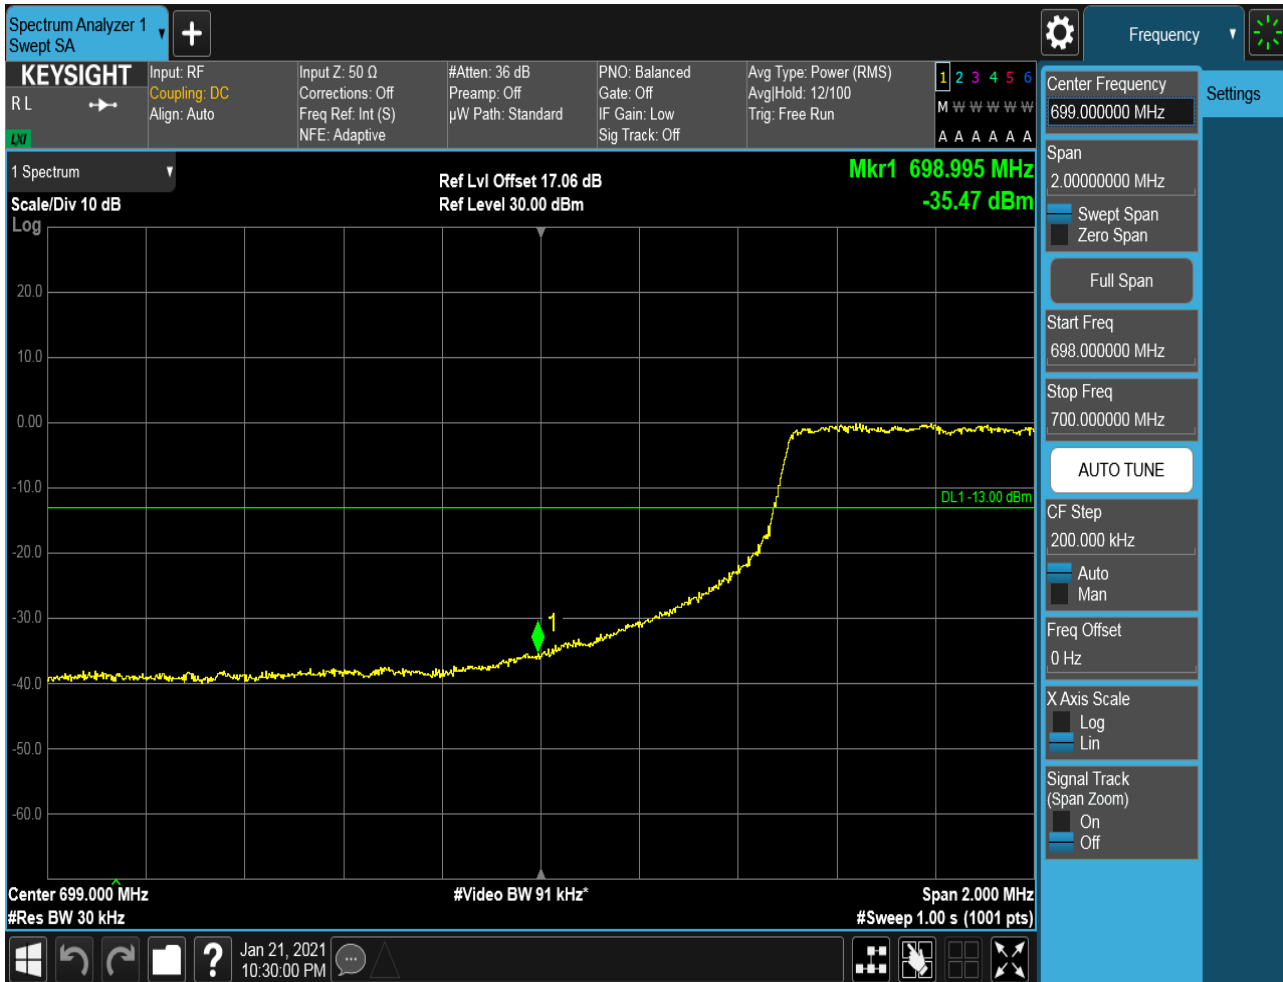 Spectrum Analyzer 1
Swept SA
Frequency
KEYSIGHT
R L
LXI
Input: RF
Coupling: DC
Align: Auto
Input Z: 50 Ω
Corrections: Off
Freq Ref: Int (S)
NFE: Adaptive
#Atten: 36 dB
Preamp: Off
µW Path: Standard
PNO: Balanced
Gate: Off
IF Gain: Low
Sig Track: Off
Avg Type: Power (RMS)
Avg|Hold: 12/100
Trig: Free Run
1 2 3 4 5 6
M W W W W W
A A A A A A
1 Spectrum
Scale/Div 10 dB
Log
Ref Lvl Offset 17.06 dB
Ref Level 30.00 dBm
Mkr1 698.995 MHz
-35.47 dBm
20.0
10.0
0.00
-10.0
-20.0
-30.0
-40.0
-50.0
-60.0
DL1 -13.00 dBm
1
Center 699.000 MHz
#Res BW 30 kHz
#Video BW 91 kHz*
Span 2.000 MHz
#Sweep 1.00 s (1001 pts)
Jan 21, 2021
10:30:00 PM
?
Center Frequency
699.000000 MHz
Settings
Span
2.00000000 MHz
Swept Span
Zero Span
Full Span
Start Freq
698.000000 MHz
Stop Freq
700.000000 MHz
AUTO TUNE
CF Step
200.000 kHz
Auto
Man
Freq Offset
0 Hz
X Axis Scale
Log
Lin
Signal Track
(Span Zoom)
On
Off